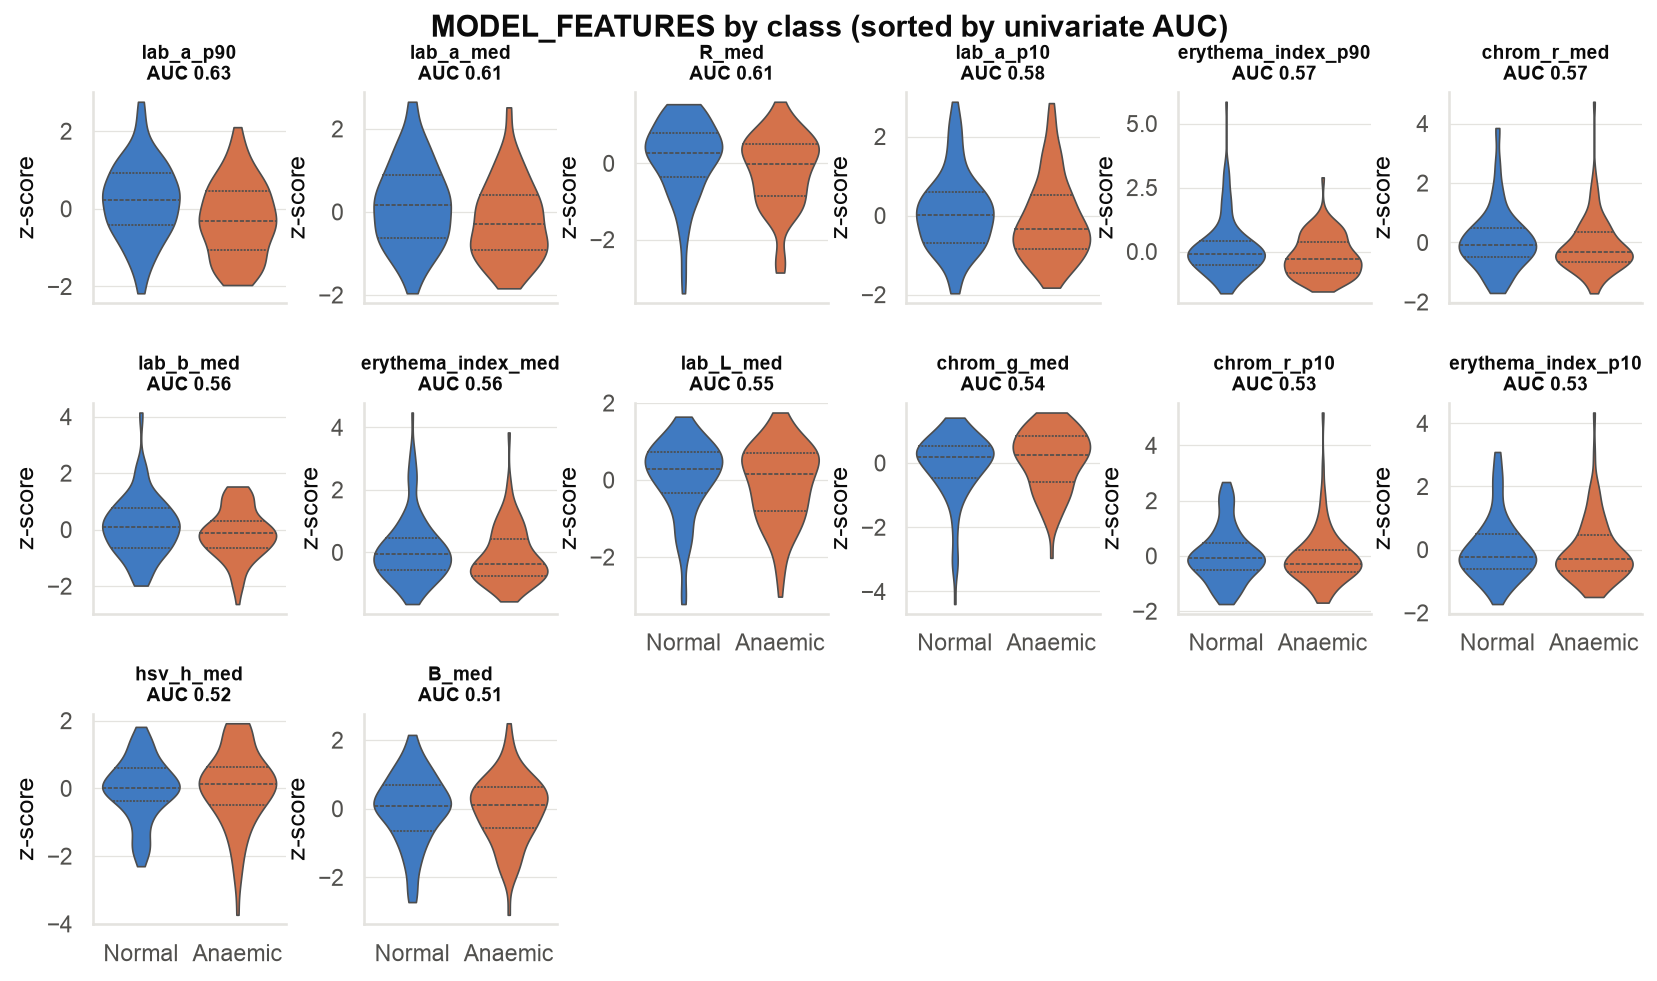 MODEL_FEATURES by class (sorted by univariate AUC)
lab_a_p90
AUC 0.63
z-score
2
0
−2
lab_a_med
AUC 0.61
z-score
2
0
−2
R_med
AUC 0.61
z-score
0
−2
lab_a_p10
AUC 0.58
z-score
2
0
−2
erythema_index_p90
AUC 0.57
z-score
5.0
2.5
0.0
chrom_r_med
AUC 0.57
z-score
4
2
0
−2
lab_b_med
AUC 0.56
z-score
4
2
0
−2
erythema_index_med
AUC 0.56
z-score
4
2
0
lab_L_med
AUC 0.55
z-score
2
0
−2
Normal Anaemic
chrom_g_med
AUC 0.54
z-score
0
−2
−4
Normal Anaemic
chrom_r_p10
AUC 0.53
z-score
4
2
0
−2
Normal Anaemic
erythema_index_p10
AUC 0.53
z-score
4
2
0
−2
Normal Anaemic
hsv_h_med
AUC 0.52
z-score
2
0
−2
−4
Normal Anaemic
B_med
AUC 0.51
z-score
2
0
−2
Normal Anaemic